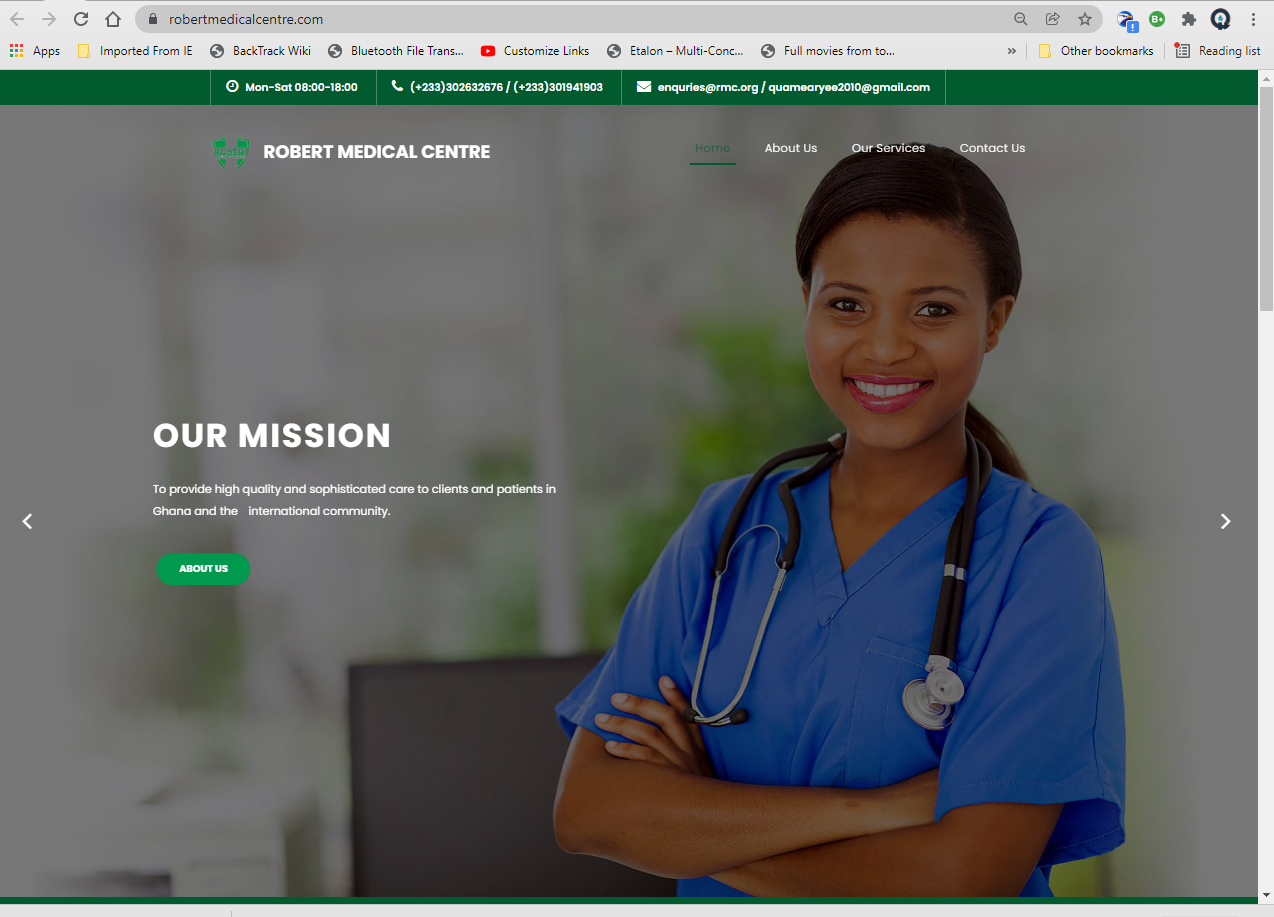 robertmedicalcentre.com
Apps Imported From IE BackTrack Wiki Bluetooth File Trans... Customize Links Etalon – Multi-Conc... Full movies from to... » Other bookmarks Reading list
Mon-Sat 08:00-18:00 (+233)302632676 / (+233)301941903 enquries@rmc.org / quamearyee2010@gmail.com
ROBERT MEDICAL CENTRE Home About Us Our Services Contact Us
OUR MISSION
To provide high quality and sophisticated care to clients and patients in
Ghana and the international community.
ABOUT US